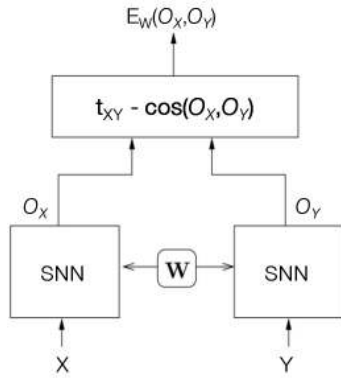 E_W(O_X,O_Y)
t_XY - cos(O_X,O_Y)
O_X O_Y
SNN W SNN
X Y